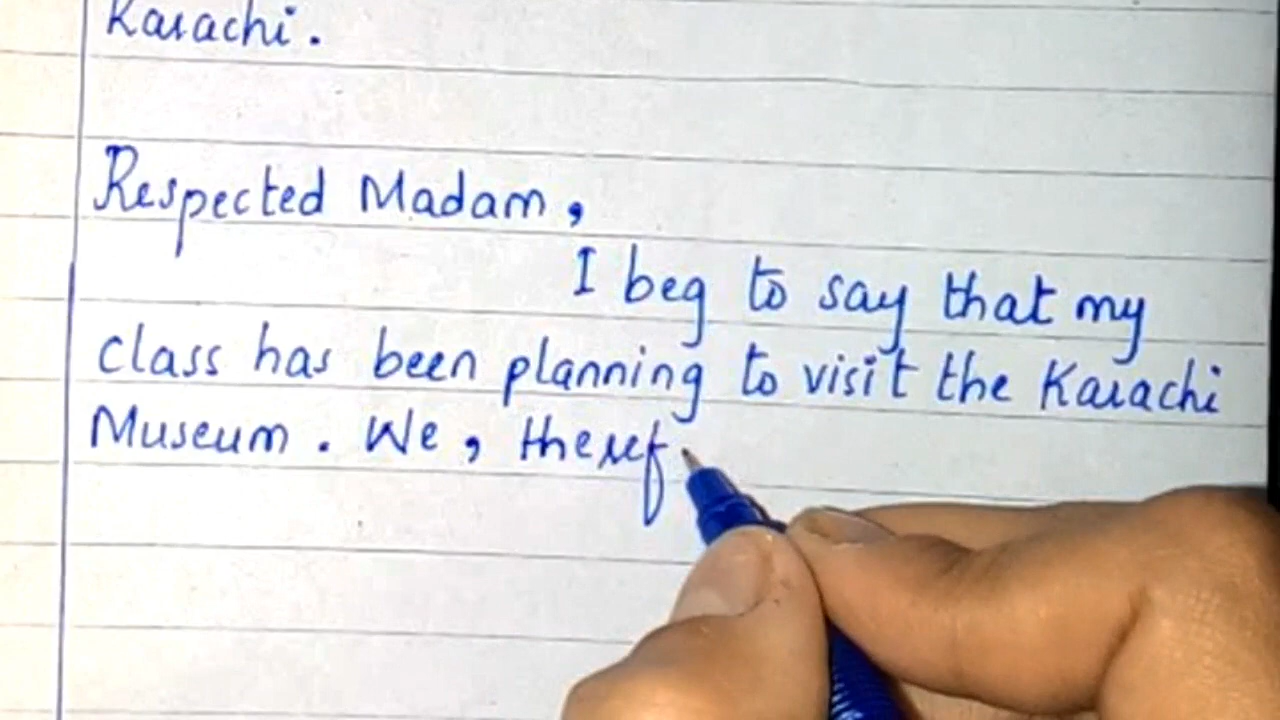 Karachi.
Respected Madam,
I beg to say that my
class has been planning to visit the Karachi
Museum. We, theref